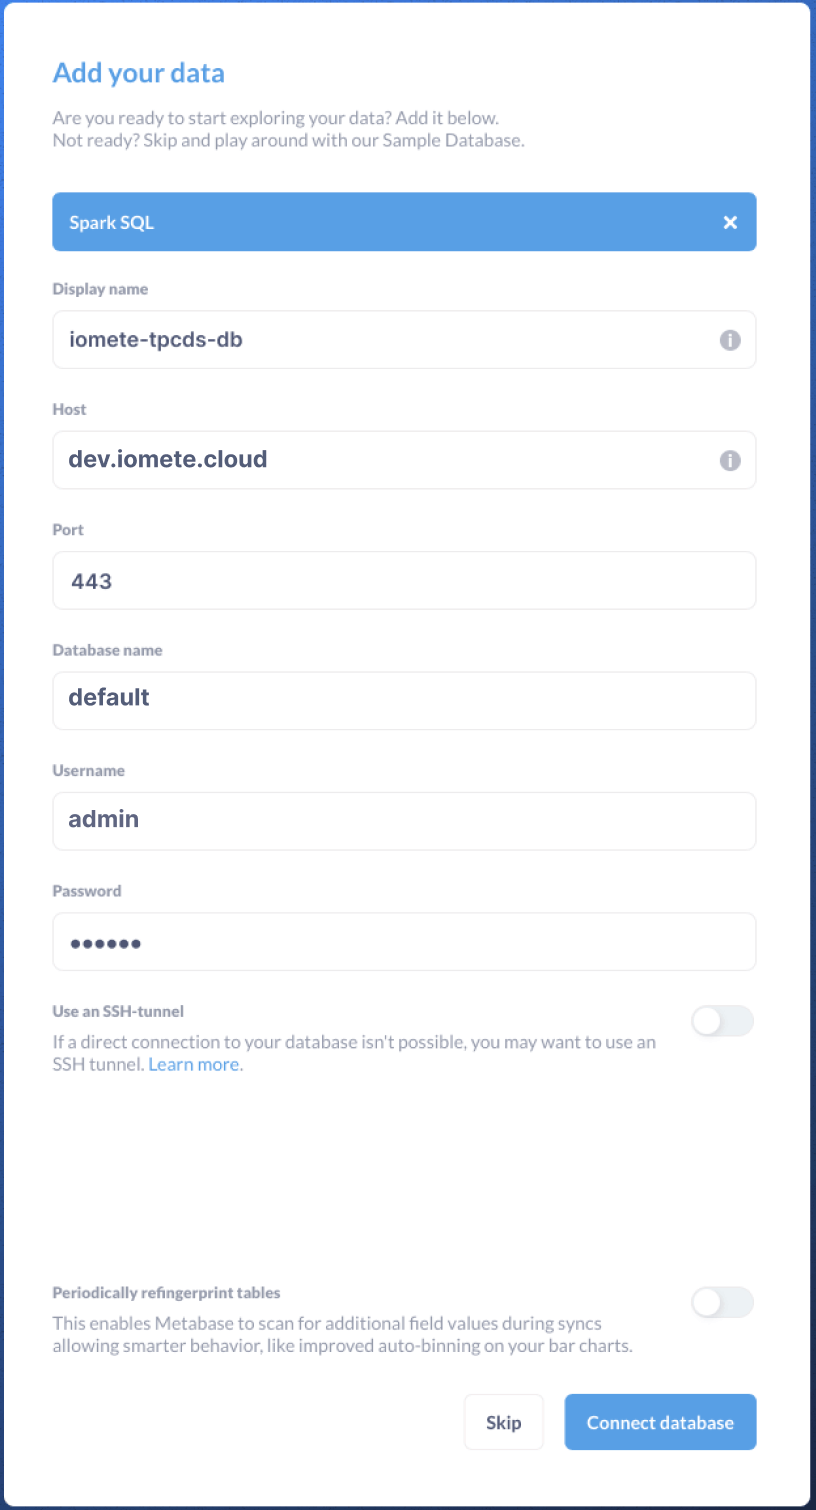 Add your data
Are you ready to start exploring your data? Add it below.
Not ready? Skip and play around with our Sample Database.
Spark SQL
Display name
iomete-tpcds-db
Host
dev.iomete.cloud
Port
443
Database name
default
Username
admin
Password
••••••
Use an SSH-tunnel
If a direct connection to your database isn't possible, you may want to use an
SSH tunnel. Learn more.
Periodically refingerprint tables
This enables Metabase to scan for additional field values during syncs
allowing smarter behavior, like improved auto-binning on your bar charts.
Skip
Connect database